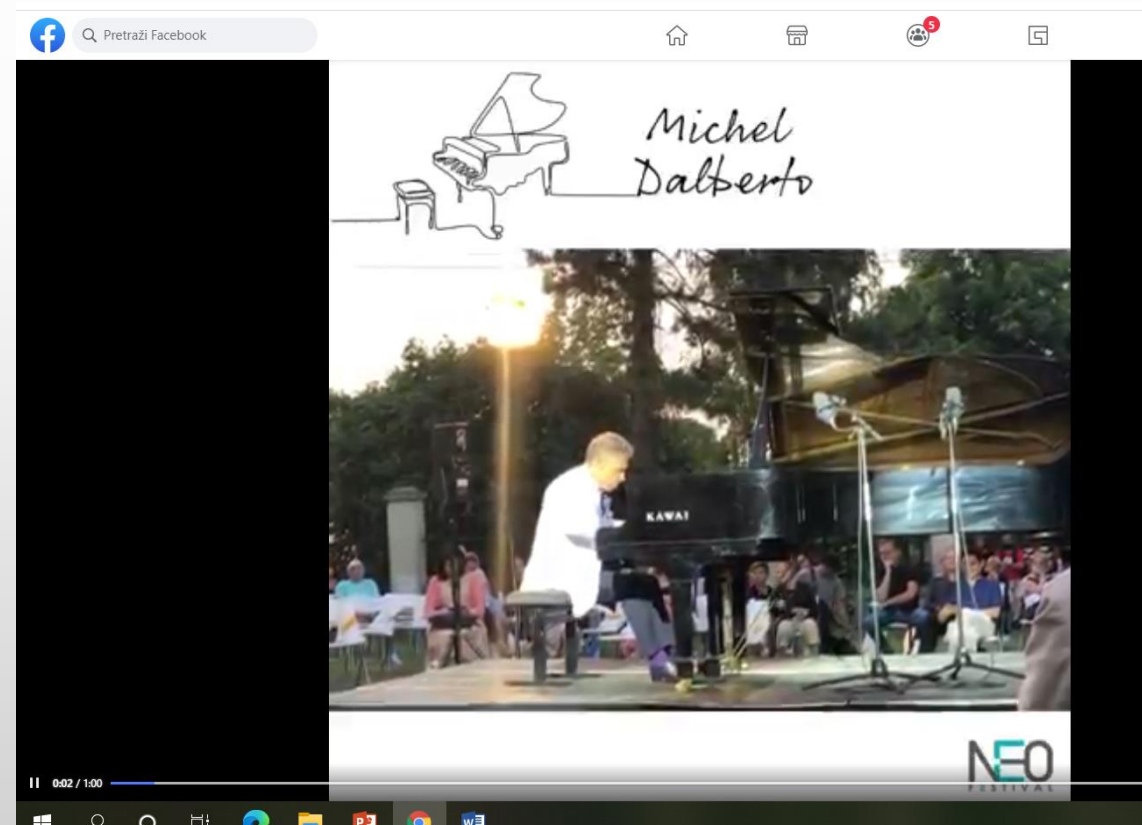 Pretraži Facebook
5
Michel
Dalberto
KAWAI
0:02 / 1:00
NEO
FESTIVAL